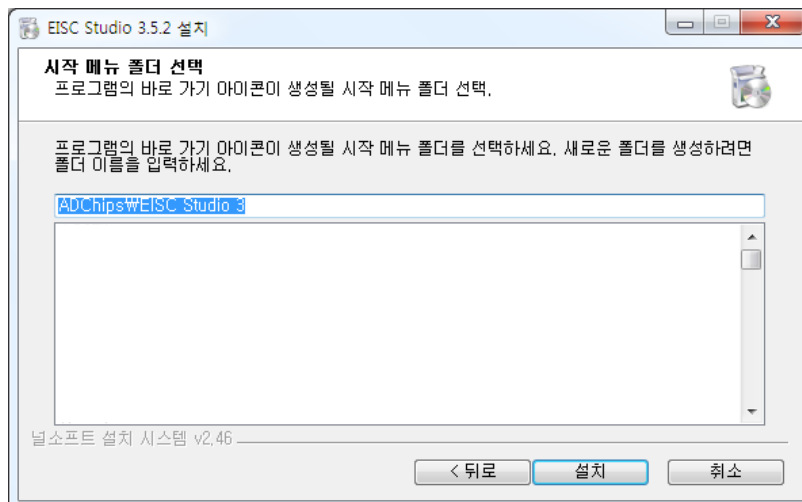 EISC Studio 3.5.2 설치
시작 메뉴 폴더 선택
프로그램의 바로 가기 아이콘이 생성될 시작 메뉴 폴더 선택.
프로그램의 바로 가기 아이콘이 생성될 시작 메뉴 폴더를 선택하세요. 새로운 폴더를 생성하려면
폴더 이름을 입력하세요.
ADChips₩EISC Studio 3
널소프트 설치 시스템 v2.46
< 뒤로
설치
취소